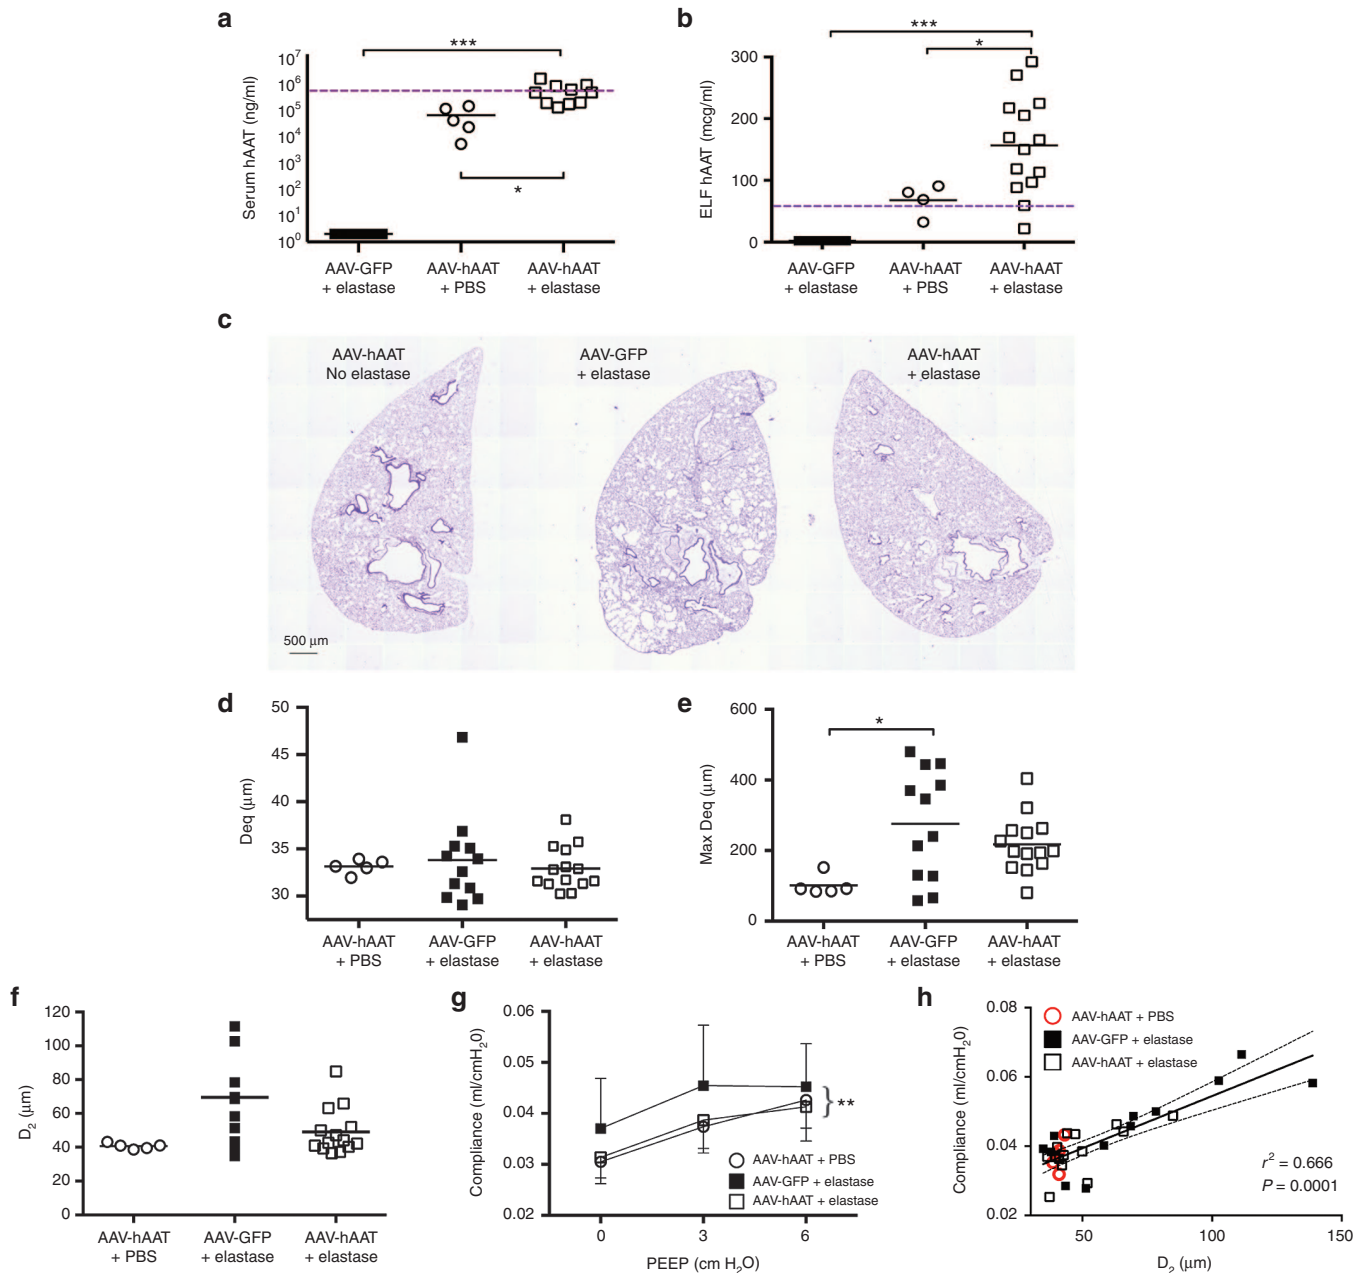 a
***
10⁷
10⁶
10⁵
10⁴
10³
10²
10¹
10⁰
Serum hAAT (ng/ml)
*
AAV-GFP
+ elastase
AAV-hAAT
+ PBS
AAV-hAAT
+ elastase
b
***
*
300
200
100
0
ELF hAAT (mcg/ml)
AAV-GFP
+ elastase
AAV-hAAT
+ PBS
AAV-hAAT
+ elastase
c
AAV-hAAT
No elastase
AAV-GFP
+ elastase
AAV-hAAT
+ elastase
500 μm
d
50
45
40
35
30
Deq (μm)
AAV-hAAT
+ PBS
AAV-GFP
+ elastase
AAV-hAAT
+ elastase
e
*
600
400
200
0
Max Deq (μm)
AAV-hAAT
+ PBS
AAV-GFP
+ elastase
AAV-hAAT
+ elastase
f
120
100
80
60
40
20
0
D₂ (μm)
AAV-hAAT
+ PBS
AAV-GFP
+ elastase
AAV-hAAT
+ elastase
g
0.06
0.05
0.04
0.03
0.02
Compliance (ml/cmH₂0)
}**
AAV-hAAT + PBS
AAV-GFP + elastase
AAV-hAAT + elastase
0 3 6
PEEP (cm H₂O)
h
0.08
0.06
0.04
0.02
Compliance (ml/cmH₂0)
AAV-hAAT + PBS
AAV-GFP + elastase
AAV-hAAT + elastase
r² = 0.666
P = 0.0001
50 100 150
D₂ (μm)